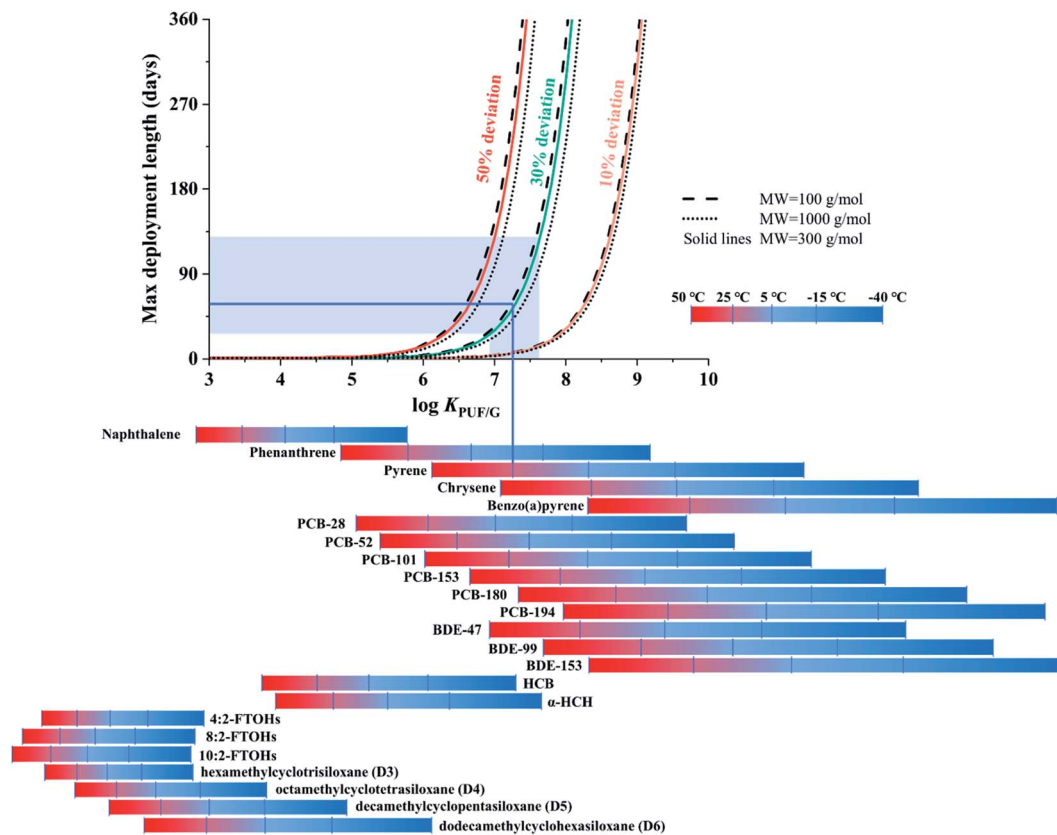 360
270
180
90
0
Max deployment length (days)
50% deviation
30% deviation
10% deviation
MW=100 g/mol
MW=1000 g/mol
Solid lines MW=300 g/mol
50 °C 25 °C 5 °C -15 °C -40 °C
3 4 5 6 7 8 9 10
log K_PUF/G
Naphthalene
Phenanthrene
Pyrene
Chrysene
Benzo(a)pyrene
PCB-28
PCB-52
PCB-101
PCB-153
PCB-180
PCB-194
BDE-47
BDE-99
BDE-153
HCB
α-HCH
4:2-FTOHs
8:2-FTOHs
10:2-FTOHs
hexamethylcyclotrisiloxane (D3)
octamethylcyclotetrasiloxane (D4)
decamethylcyclopentasiloxane (D5)
dodecamethylcyclohexasiloxane (D6)